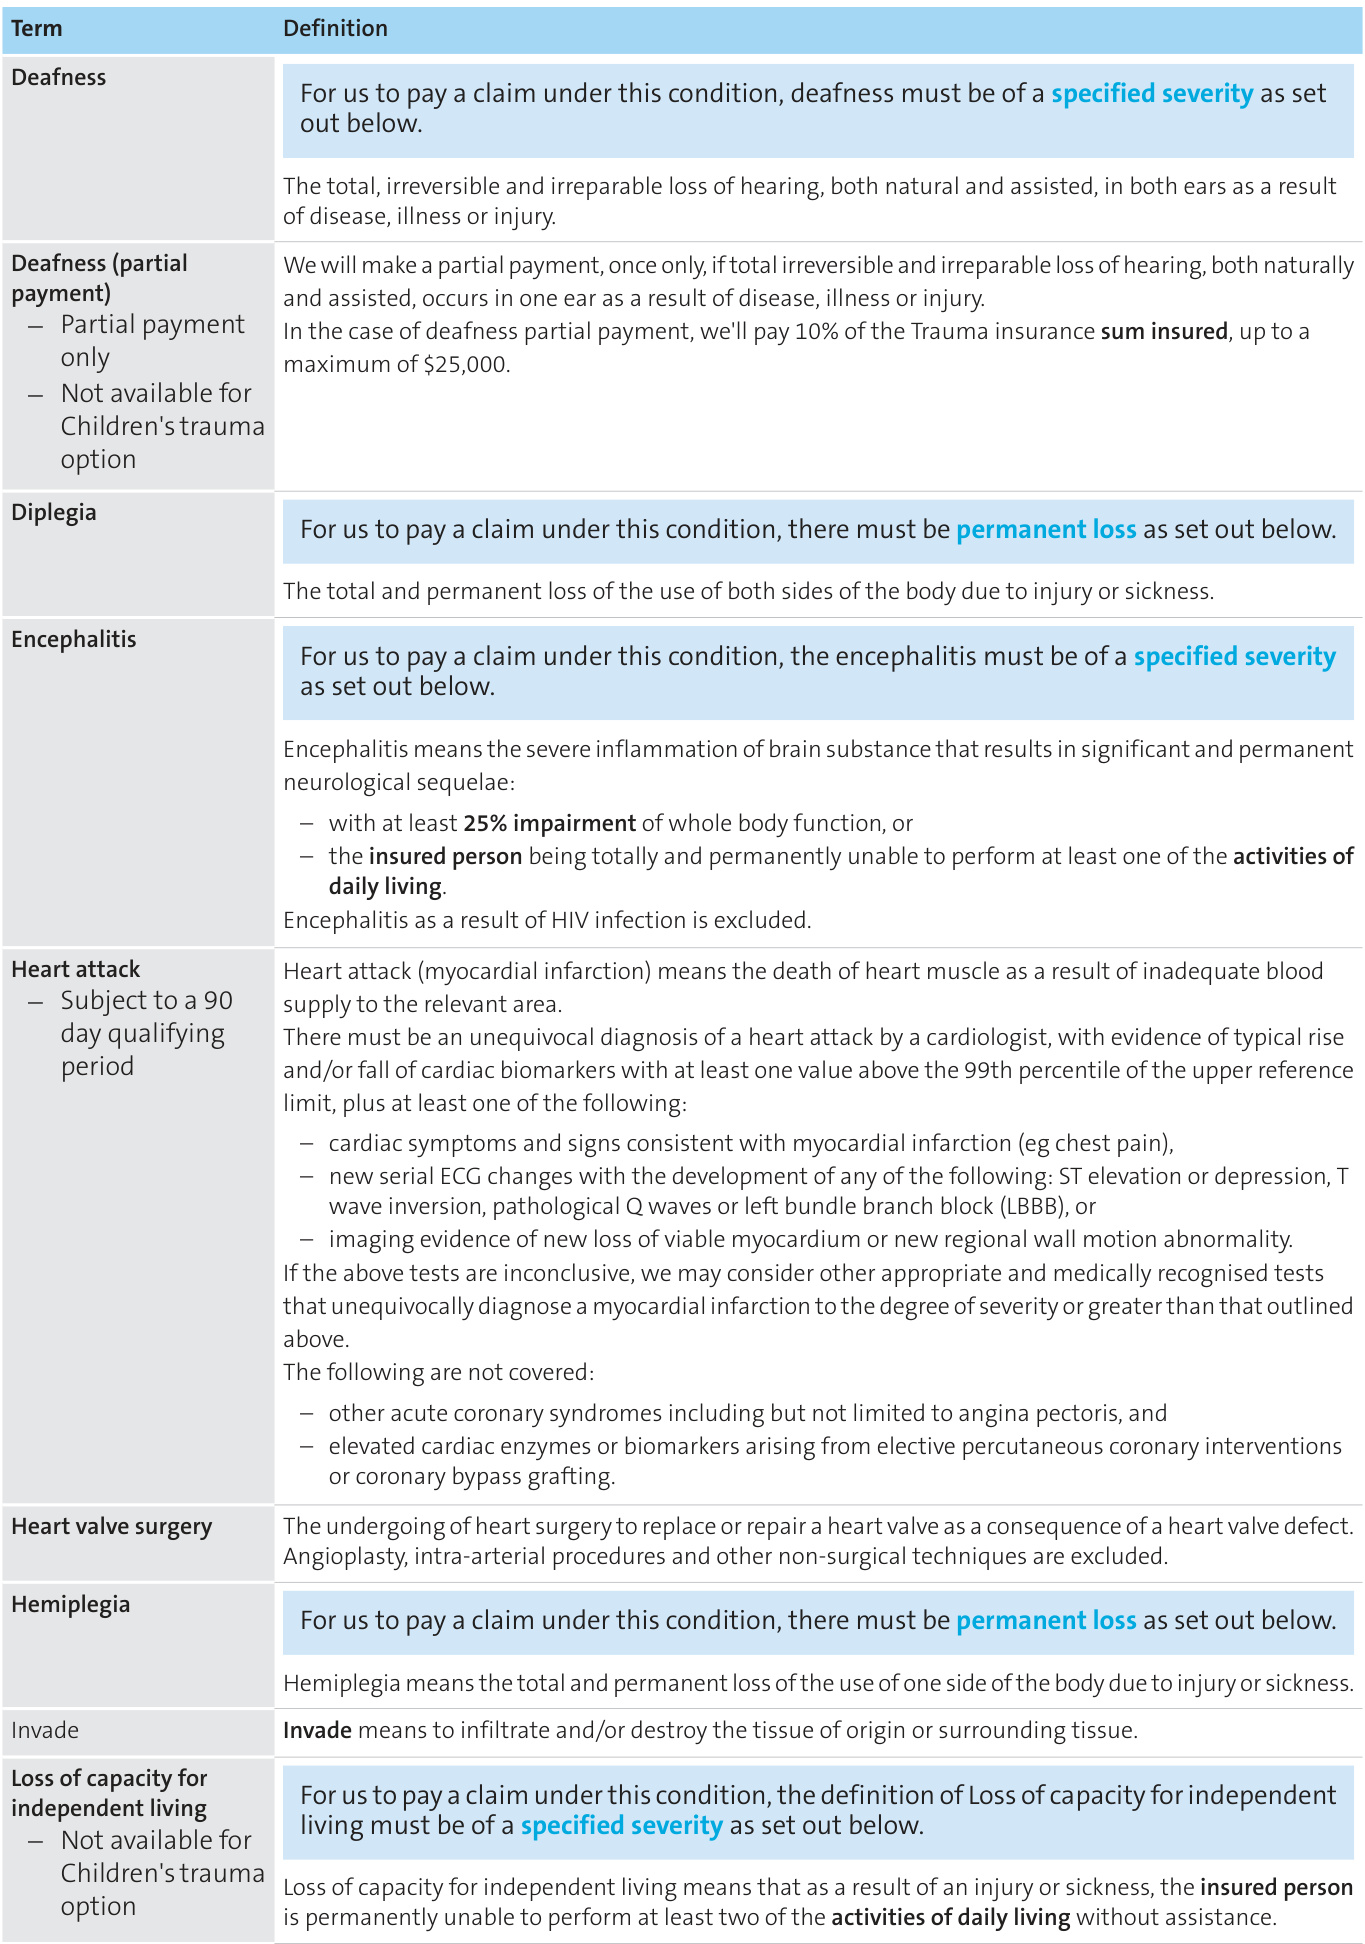 Term Definition
Deafness
For us to pay a claim under this condition, deafness must be of a specified severity as set
out below.
The total, irreversible and irreparable loss of hearing, both natural and assisted, in both ears as a result
of disease, illness or injury.
Deafness (partial
payment)
– Partial payment
only
– Not available for
Children's trauma
option
We will make a partial payment, once only, if total irreversible and irreparable loss of hearing, both naturally
and assisted, occurs in one ear as a result of disease, illness or injury.
In the case of deafness partial payment, we'll pay 10% of the Trauma insurance sum insured, up to a
maximum of $25,000.
Diplegia
For us to pay a claim under this condition, there must be permanent loss as set out below.
The total and permanent loss of the use of both sides of the body due to injury or sickness.
Encephalitis
For us to pay a claim under this condition, the encephalitis must be of a specified severity
as set out below.
Encephalitis means the severe inflammation of brain substance that results in significant and permanent
neurological sequelae:
– with at least 25% impairment of whole body function, or
– the insured person being totally and permanently unable to perform at least one of the activities of
daily living.
Encephalitis as a result of HIV infection is excluded.
Heart attack
– Subject to a 90
day qualifying
period
Heart attack (myocardial infarction) means the death of heart muscle as a result of inadequate blood
supply to the relevant area.
There must be an unequivocal diagnosis of a heart attack by a cardiologist, with evidence of typical rise
and/or fall of cardiac biomarkers with at least one value above the 99th percentile of the upper reference
limit, plus at least one of the following:
– cardiac symptoms and signs consistent with myocardial infarction (eg chest pain),
– new serial ECG changes with the development of any of the following: ST elevation or depression, T
wave inversion, pathological Q waves or left bundle branch block (LBBB), or
– imaging evidence of new loss of viable myocardium or new regional wall motion abnormality.
If the above tests are inconclusive, we may consider other appropriate and medically recognised tests
that unequivocally diagnose a myocardial infarction to the degree of severity or greater than that outlined
above.
The following are not covered:
– other acute coronary syndromes including but not limited to angina pectoris, and
– elevated cardiac enzymes or biomarkers arising from elective percutaneous coronary interventions
or coronary bypass grafting.
Heart valve surgery
The undergoing of heart surgery to replace or repair a heart valve as a consequence of a heart valve defect.
Angioplasty, intra-arterial procedures and other non-surgical techniques are excluded.
Hemiplegia
For us to pay a claim under this condition, there must be permanent loss as set out below.
Hemiplegia means the total and permanent loss of the use of one side of the body due to injury or sickness.
Invade
Invade means to infiltrate and/or destroy the tissue of origin or surrounding tissue.
Loss of capacity for
independent living
– Not available for
Children's trauma
option
For us to pay a claim under this condition, the definition of Loss of capacity for independent
living must be of a specified severity as set out below.
Loss of capacity for independent living means that as a result of an injury or sickness, the insured person
is permanently unable to perform at least two of the activities of daily living without assistance.